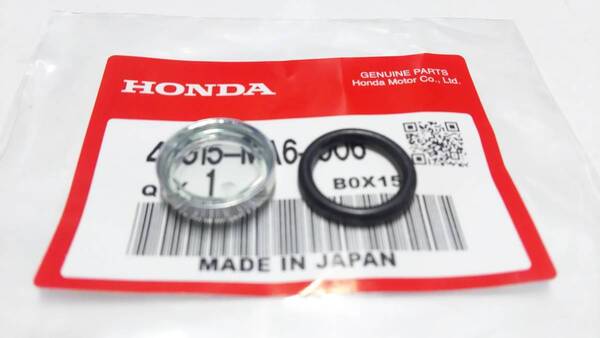 HONDA
GENUINE PARTS
Honda Motor Co., Ltd.
1
B0X15
MADE IN JAPAN